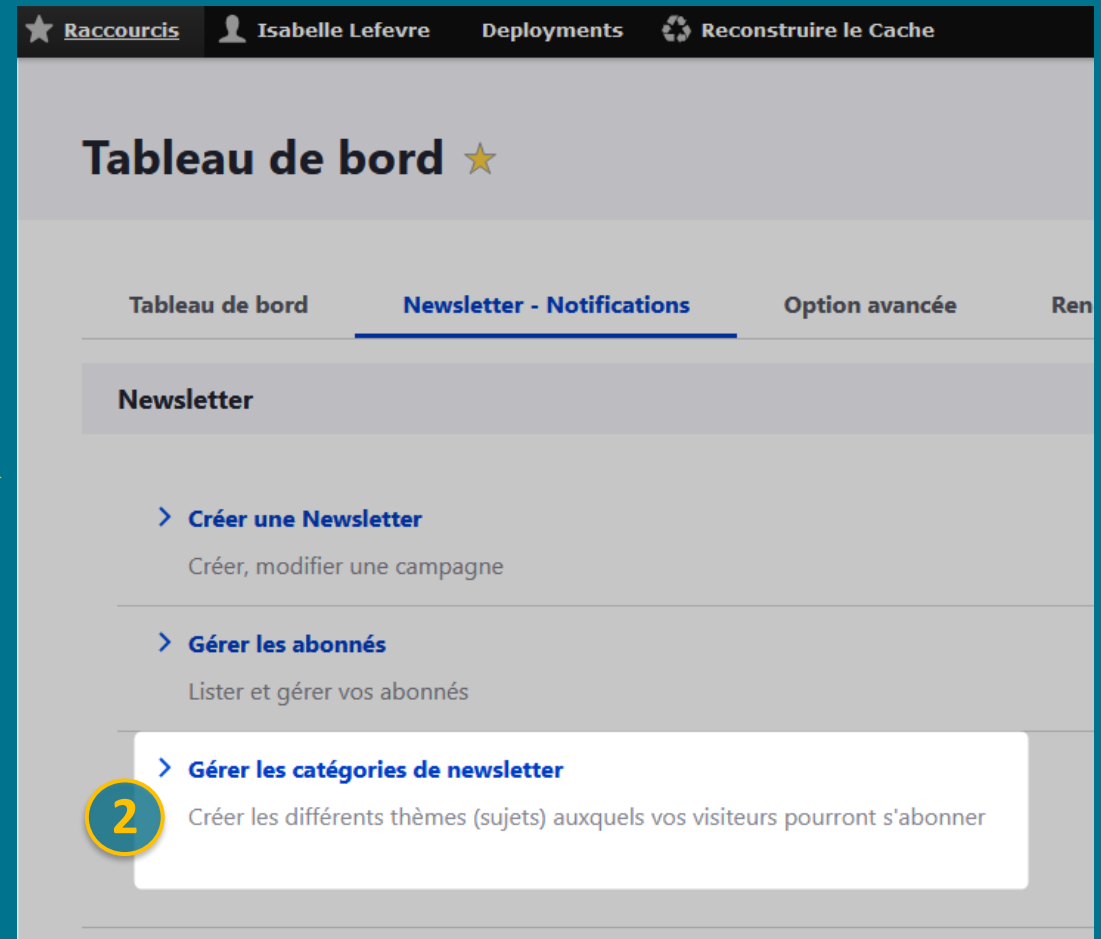 Raccourcis Isabelle Lefevre Deployments Reconstruire le Cache
Tableau de bord
Tableau de bord Newsletter - Notifications Option avancée Ren
Newsletter
Créer une Newsletter
Créer, modifier une campagne
Gérer les abonnés
Lister et gérer vos abonnés
Gérer les catégories de newsletter
2 Créer les différents thèmes (sujets) auxquels vos visiteurs pourront s'abonner